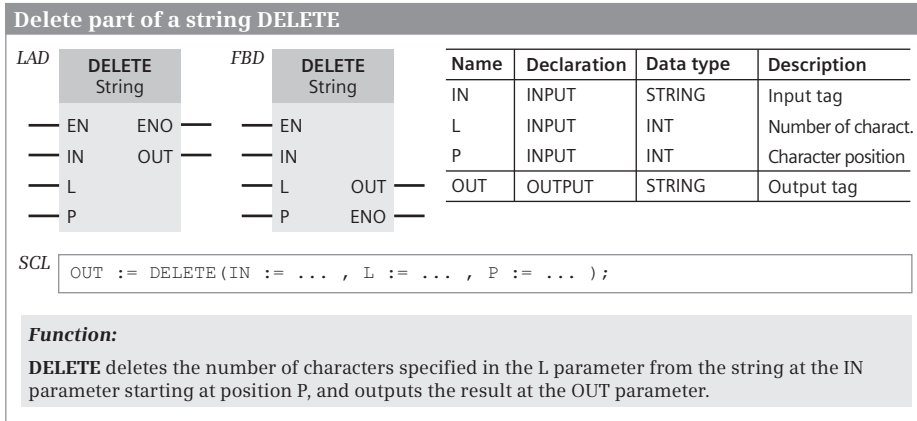 Delete part of a string DELETE
LAD
DELETE
String
EN ENO
IN OUT
L
P
FBD
DELETE
String
EN
IN
L OUT
P ENO
Name Declaration Data type Description
IN INPUT STRING Input tag
L INPUT INT Number of charact.
P INPUT INT Character position
OUT OUTPUT STRING Output tag
SCL
OUT := DELETE(IN := ... , L := ... , P := ... );
Function:
DELETE deletes the number of characters specified in the L parameter from the string at the IN
parameter starting at position P, and outputs the result at the OUT parameter.